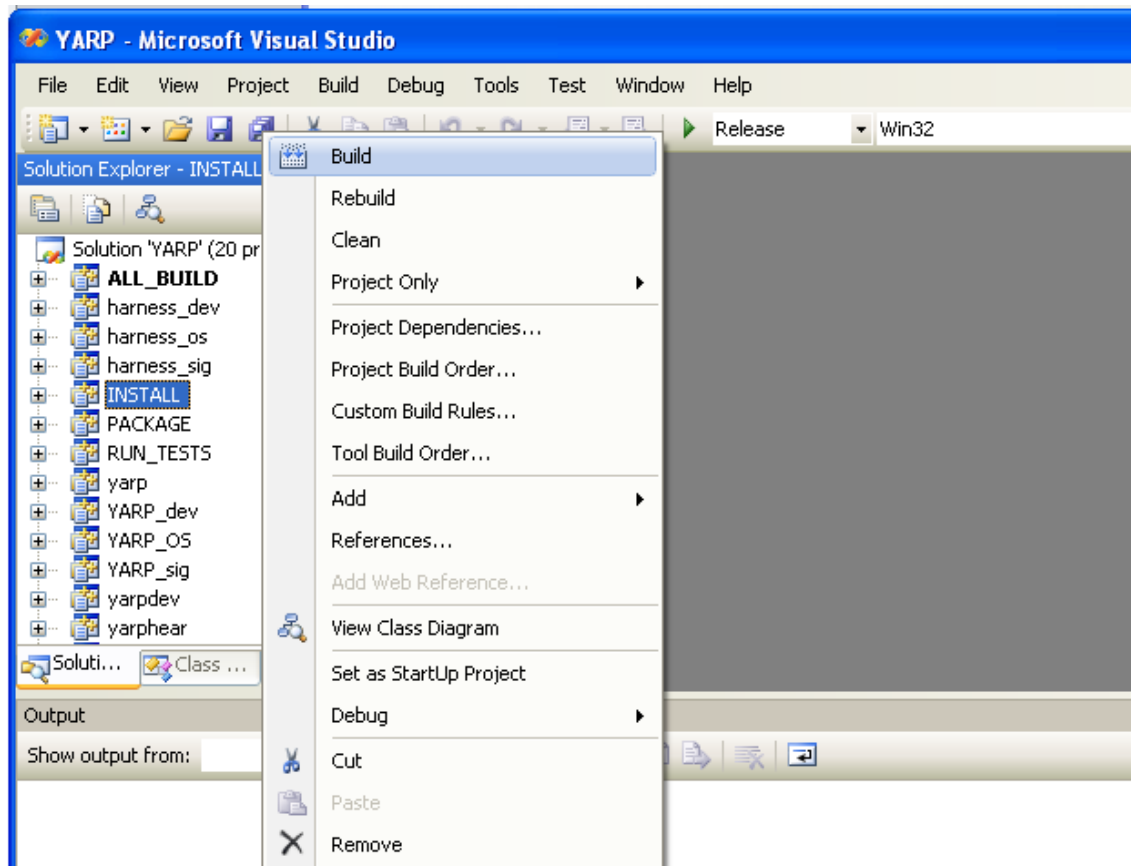 YARP - Microsoft Visual Studio
File Edit View Project Build Debug Tools Test Window Help
Release Win32
Solution Explorer - INSTALL
Solution 'YARP' (20 pr
ALL_BUILD
harness_dev
harness_os
harness_sig
INSTALL
PACKAGE
RUN_TESTS
yarp
YARP_dev
YARP_OS
YARP_sig
yarpdev
yarphear
Soluti... Class ...
Output
Show output from:
Build
Rebuild
Clean
Project Only
Project Dependencies...
Project Build Order...
Custom Build Rules...
Tool Build Order...
Add
References...
Add Web Reference...
View Class Diagram
Set as StartUp Project
Debug
Cut
Paste
Remove